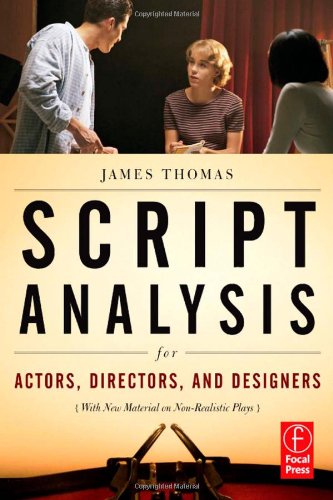 JAMES THOMAS
SCRIPT
ANALYSIS
for
ACTORS, DIRECTORS, AND DESIGNERS
{ With New Material on Non-Realistic Plays }
Focal
Press